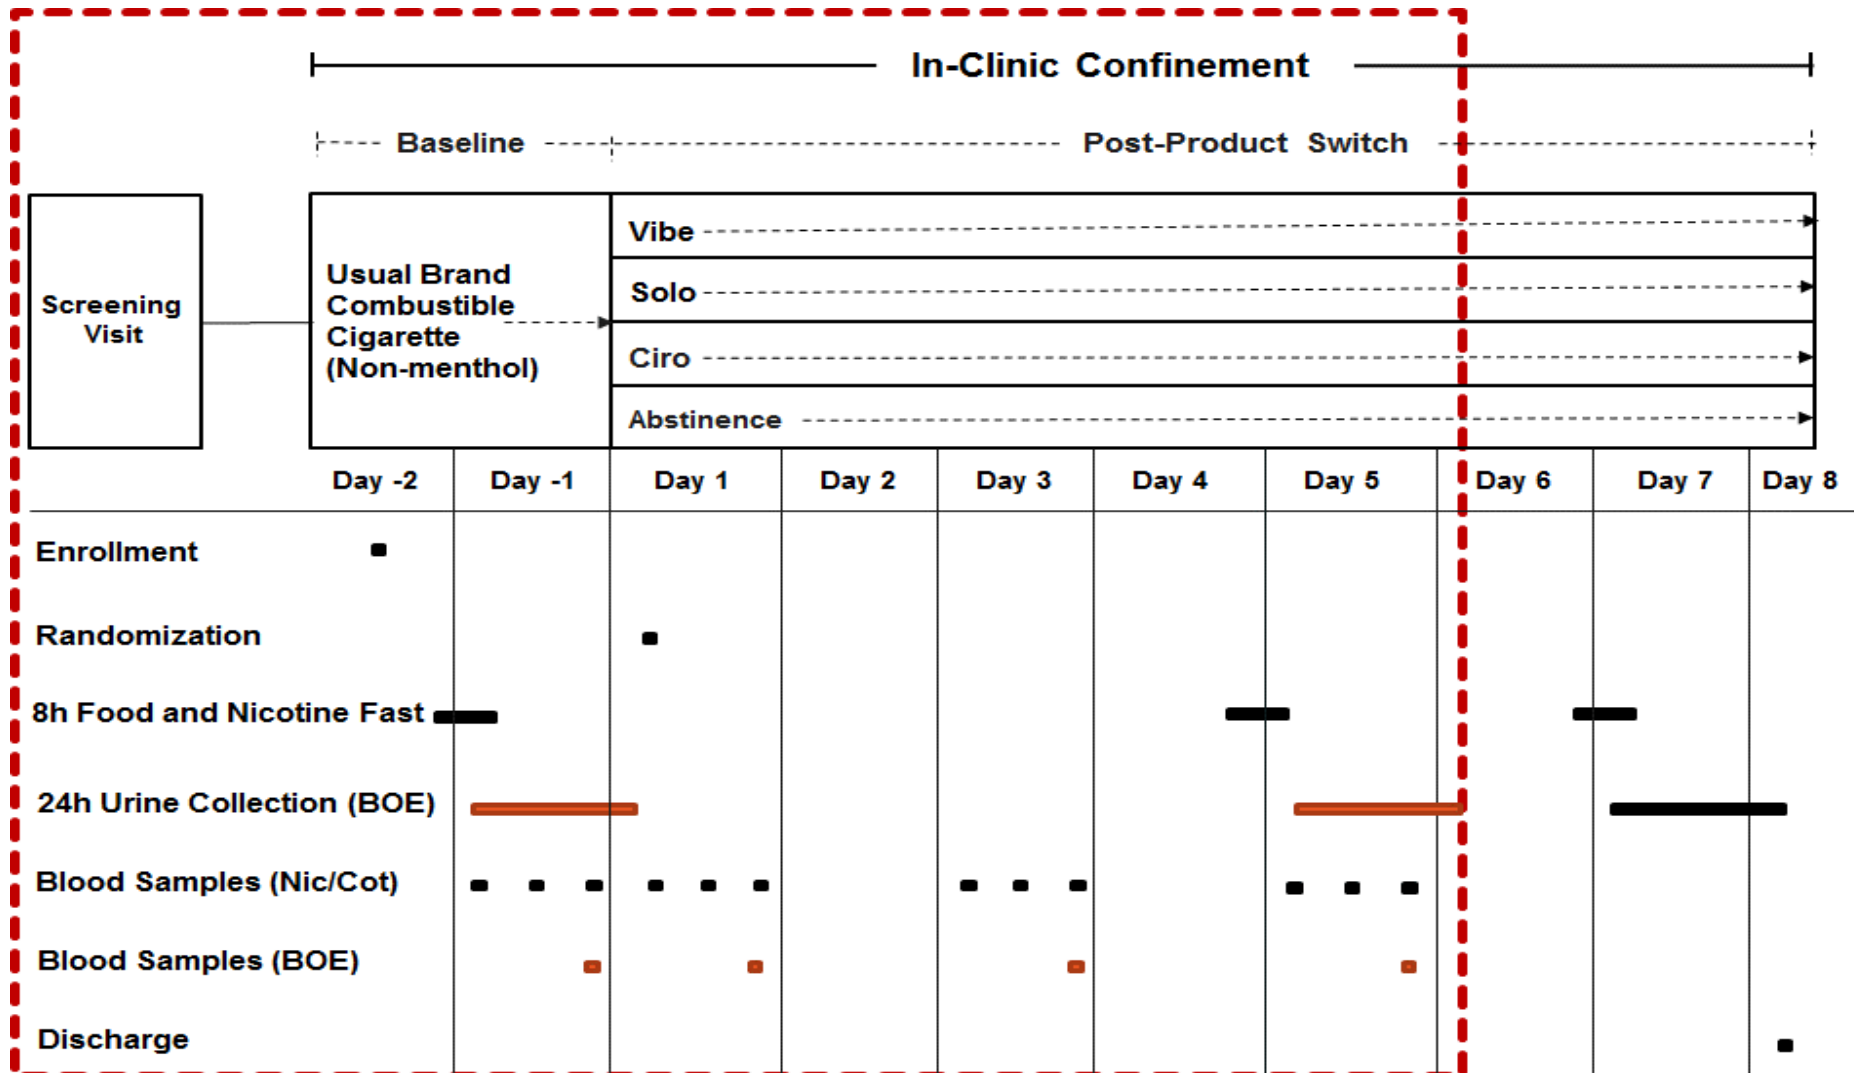 In-Clinic Confinement
Baseline
Post-Product Switch
Screening
Visit
Usual Brand
Combustible
Cigarette
(Non-menthol)
Vibe
Solo
Ciro
Abstinence
Day -2
Day -1
Day 1
Day 2
Day 3
Day 4
Day 5
Day 6
Day 7
Day 8
Enrollment
Randomization
8h Food and Nicotine Fast
24h Urine Collection (BOE)
Blood Samples (Nic/Cot)
Blood Samples (BOE)
Discharge